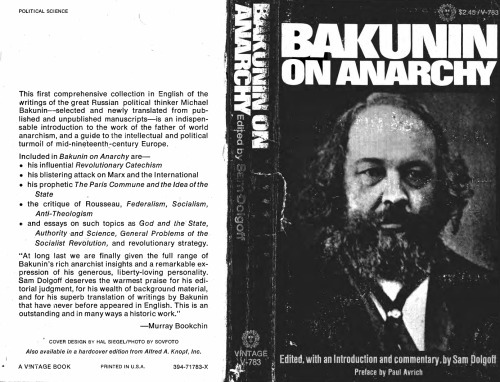 POLITICAL SCIENCE
This first comprehensive collection in English of the
writings of the great Russian political thinker Michael
Bakunin—selected and newly translated from pub-
lished and unpublished manuscripts—is an indispen-
sable introduction to the work of the father of world
anarchism, and a guide to the intellectual and political
turmoil of mid-nineteenth-century Europe.
Included in Bakunin on Anarchy are—
• his influential Revolutionary Catechism
• his blistering attack on Marx and the International
• his prophetic The Paris Commune and the Idea of the
State
• the critique of Rousseau, Federalism, Socialism,
Anti-Theologism
• and essays on such topics as God and the State,
Authority and Science, General Problems of the
Socialist Revolution, and revolutionary strategy.
"At long last we are finally given the full range of
Bakunin's rich anarchist insights and a remarkable ex-
pression of his generous, liberty-loving personality.
Sam Dolgoff deserves the warmest praise for his edi-
torial judgment, for his wealth of background material,
and for his superb translation of writings by Bakunin
that have never before appeared in English. This is an
outstanding and in many ways a historic work."
—Murray Bookchin
COVER DESIGN BY HAL SIEGEL/PHOTO BY SOVFOTO
Also available in a hardcover edition from Alfred A. Knopf, Inc.
A VINTAGE BOOK PRINTED IN U.S.A. 394-71783-X
BAKUNIN ON
ANARCHY
Edited by Sam Dolgoff
VINTAGE
V-783
$2.45 / V-783
BAKUNIN
ON ANARCHY
Edited, with an Introduction and commentary, by Sam Dolgoff
Preface by Paul Avrich